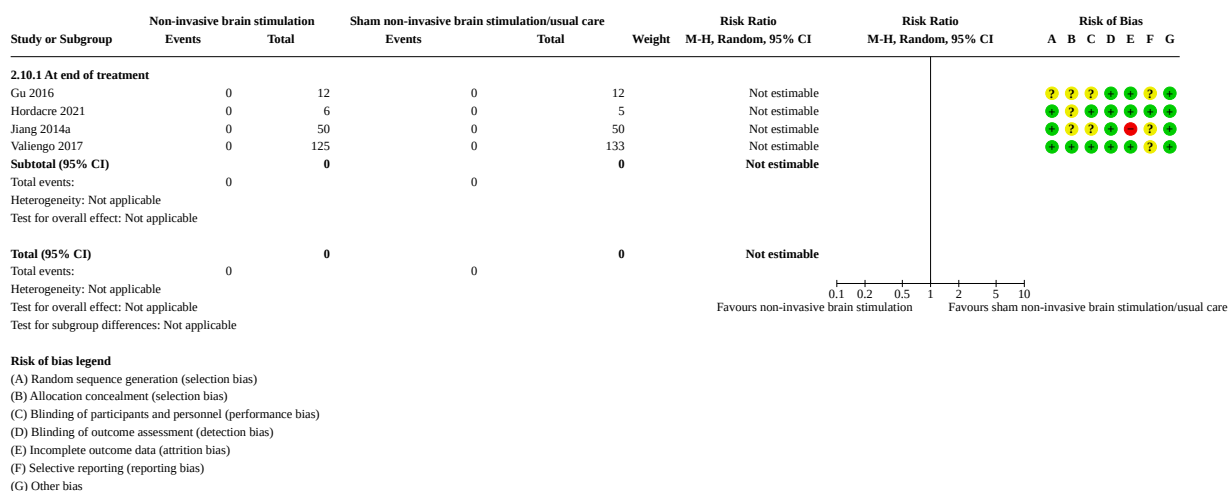 Non-invasive brain stimulation Sham non-invasive brain stimulation/usual care Risk Ratio Risk Ratio Risk of Bias
Study or Subgroup Events Total Events Total Weight M-H, Random, 95% CI M-H, Random, 95% CI A B C D E F G
2.10.1 At end of treatment
Gu 2016 0 12 0 12 Not estimable ? ? ? + + ? +
Hordacre 2021 0 6 0 5 Not estimable + ? + + + + +
Jiang 2014a 0 50 0 50 Not estimable + ? ? + − ? +
Valiengo 2017 0 125 0 133 Not estimable + + + + + ? +
Subtotal (95% CI) 0 0 Not estimable
Total events: 0 0
Heterogeneity: Not applicable
Test for overall effect: Not applicable
Total (95% CI) 0 0 Not estimable
Total events: 0 0
Heterogeneity: Not applicable
0.1 0.2 0.5 1 2 5 10
Test for overall effect: Not applicable Favours non-invasive brain stimulation Favours sham non-invasive brain stimulation/usual care
Test for subgroup differences: Not applicable
Risk of bias legend
(A) Random sequence generation (selection bias)
(B) Allocation concealment (selection bias)
(C) Blinding of participants and personnel (performance bias)
(D) Blinding of outcome assessment (detection bias)
(E) Incomplete outcome data (attrition bias)
(F) Selective reporting (reporting bias)
(G) Other bias